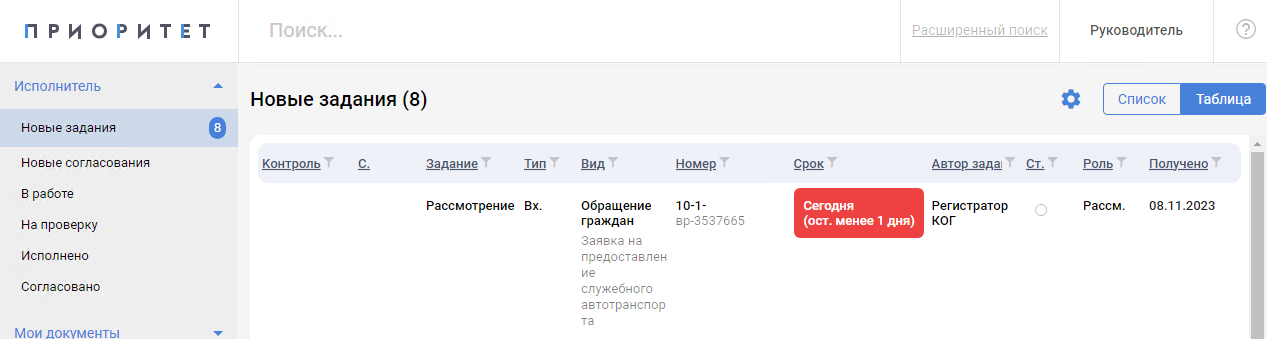 ПРИОРИТЕТ
Поиск...
Расширенный поиск
Руководитель
?
Исполнитель
Новые задания
8
Новые согласования
В работе
На проверку
Исполнено
Согласовано
Мои документы
Новые задания (8)
Список
Таблица
Контроль
С.
Задание
Тип
Вид
Номер
Срок
Автор зада
Ст.
Роль
Получено
Рассмотрение
Вх.
Обращение
граждан
Заявка на
предоставлен
ие
служебного
автотранспор
та
10-1-
вр-3537665
Сегодня
(ост. менее 1 дня)
Регистратор
КОГ
Рассм.
08.11.2023